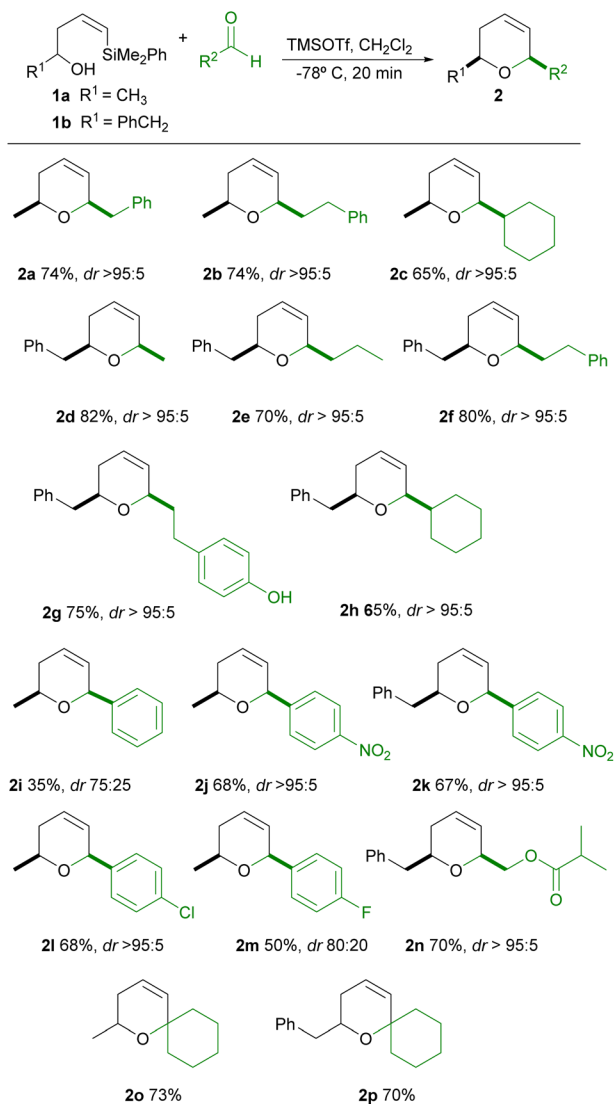 SiMe₂Ph
R¹
OH
+
O
R²
H
TMSOTf, CH₂Cl₂
-78º C, 20 min
R¹
O
R²
1a R¹ = CH₃
2
1b R¹ = PhCH₂
O
Ph
O
Ph
O
2a 74%, dr >95:5
2b 74%, dr >95:5
2c 65%, dr >95:5
Ph
O
Ph
O
Ph
O
Ph
2d 82%, dr > 95:5
2e 70%, dr > 95:5
2f 80%, dr > 95:5
Ph
O
OH
Ph
O
2g 75%, dr > 95:5
2h 65%, dr > 95:5
O
O
NO₂
Ph
O
NO₂
2i 35%, dr 75:25
2j 68%, dr >95:5
2k 67%, dr > 95:5
O
Cl
O
F
Ph
O
O
O
2l 68%, dr >95:5
2m 50%, dr 80:20
2n 70%, dr > 95:5
O
Ph
O
2o 73%
2p 70%